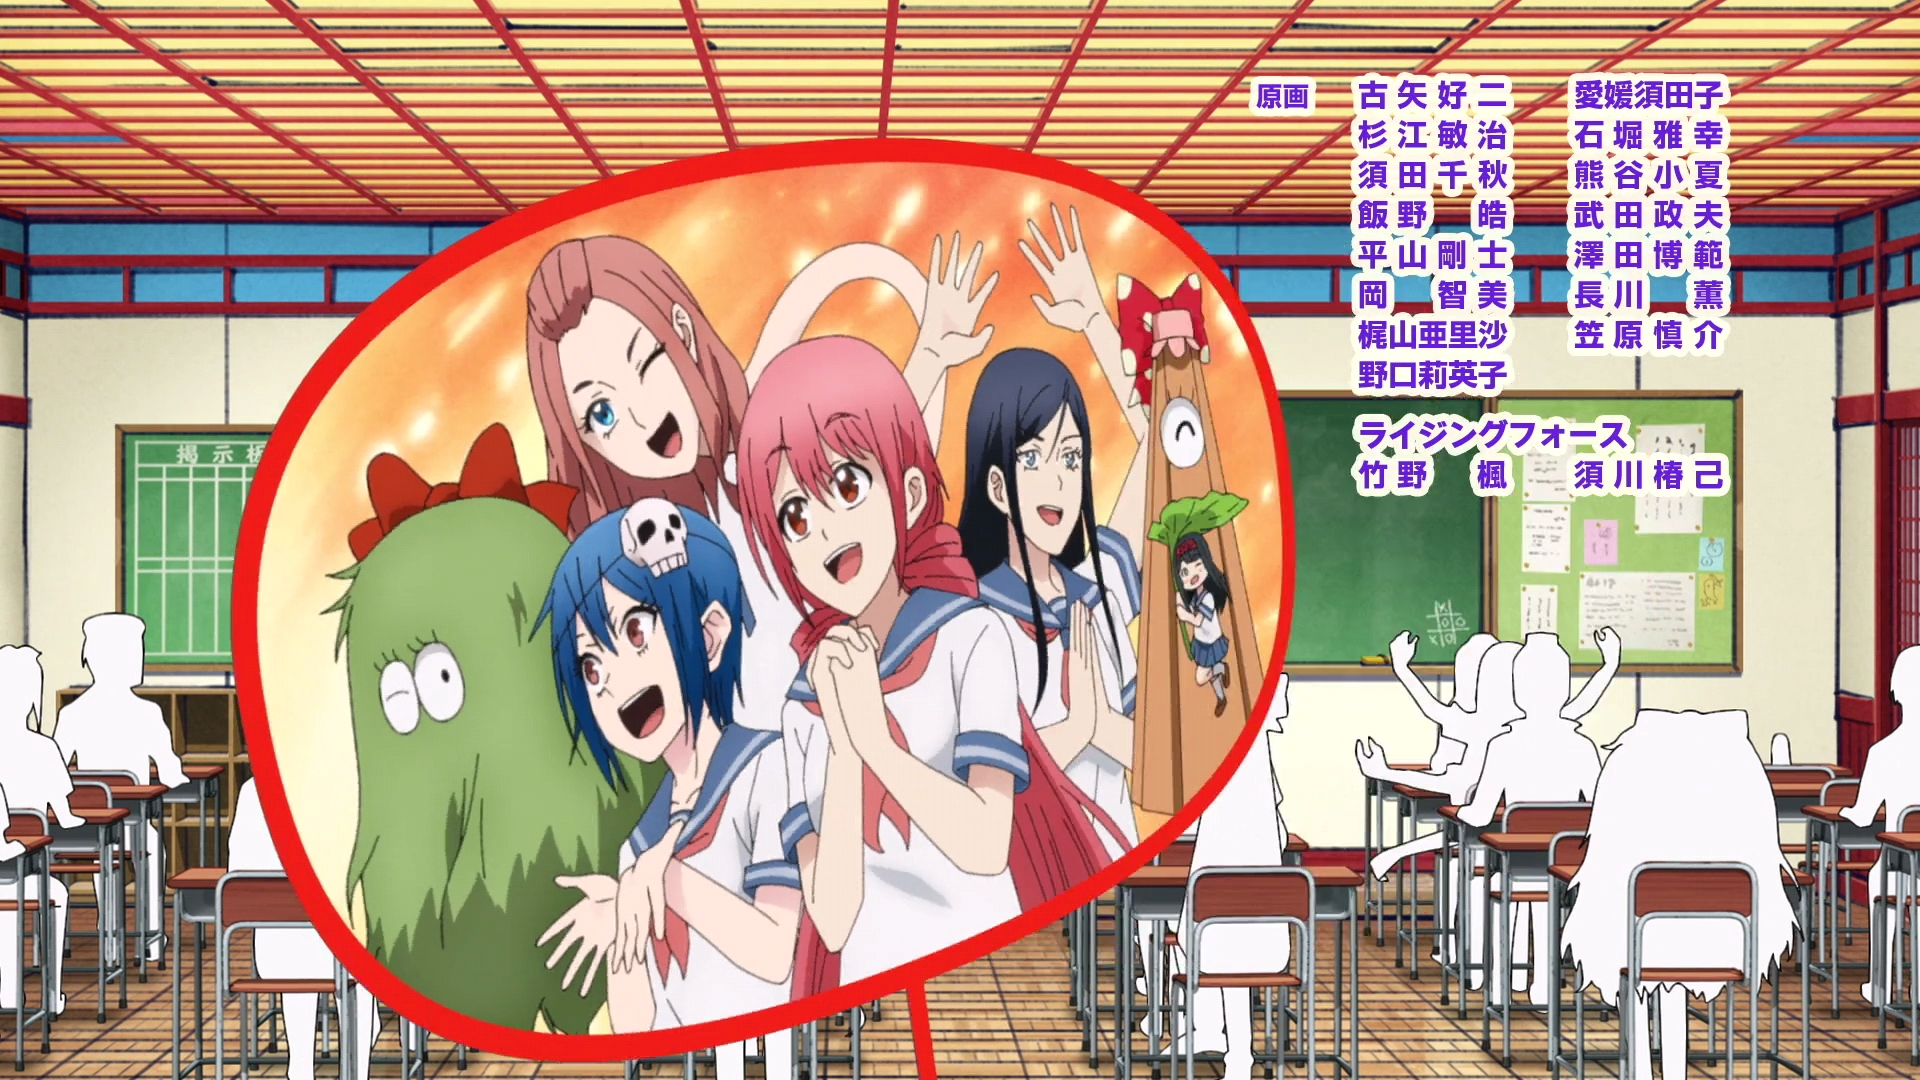 原画
古矢好二 愛媛須田子
杉江敏治 石堀雅幸
須田千秋 熊谷小夏
飯野 皓 武田政夫
平山剛士 澤田博範
岡 智美 長川 薫
梶山亜里沙 笠原慎介
野口莉英子
ライジングフォース
竹野 楓 須川椿己
掲示板